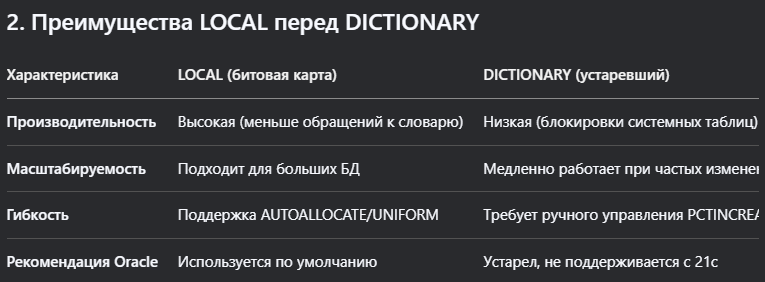 2. Преимущества LOCAL перед DICTIONARY
Характеристика LOCAL (битовая карта) DICTIONARY (устаревший)
Производительность Высокая (меньше обращений к словарю) Низкая (блокировки системных таблиц)
Масштабируемость Подходит для больших БД Медленно работает при частых
Гибкость Поддержка AUTOALLOCATE/UNIFORM Требует ручного управления
Рекомендация Oracle Используется по умолчанию Устарел, не поддерживается с 21c